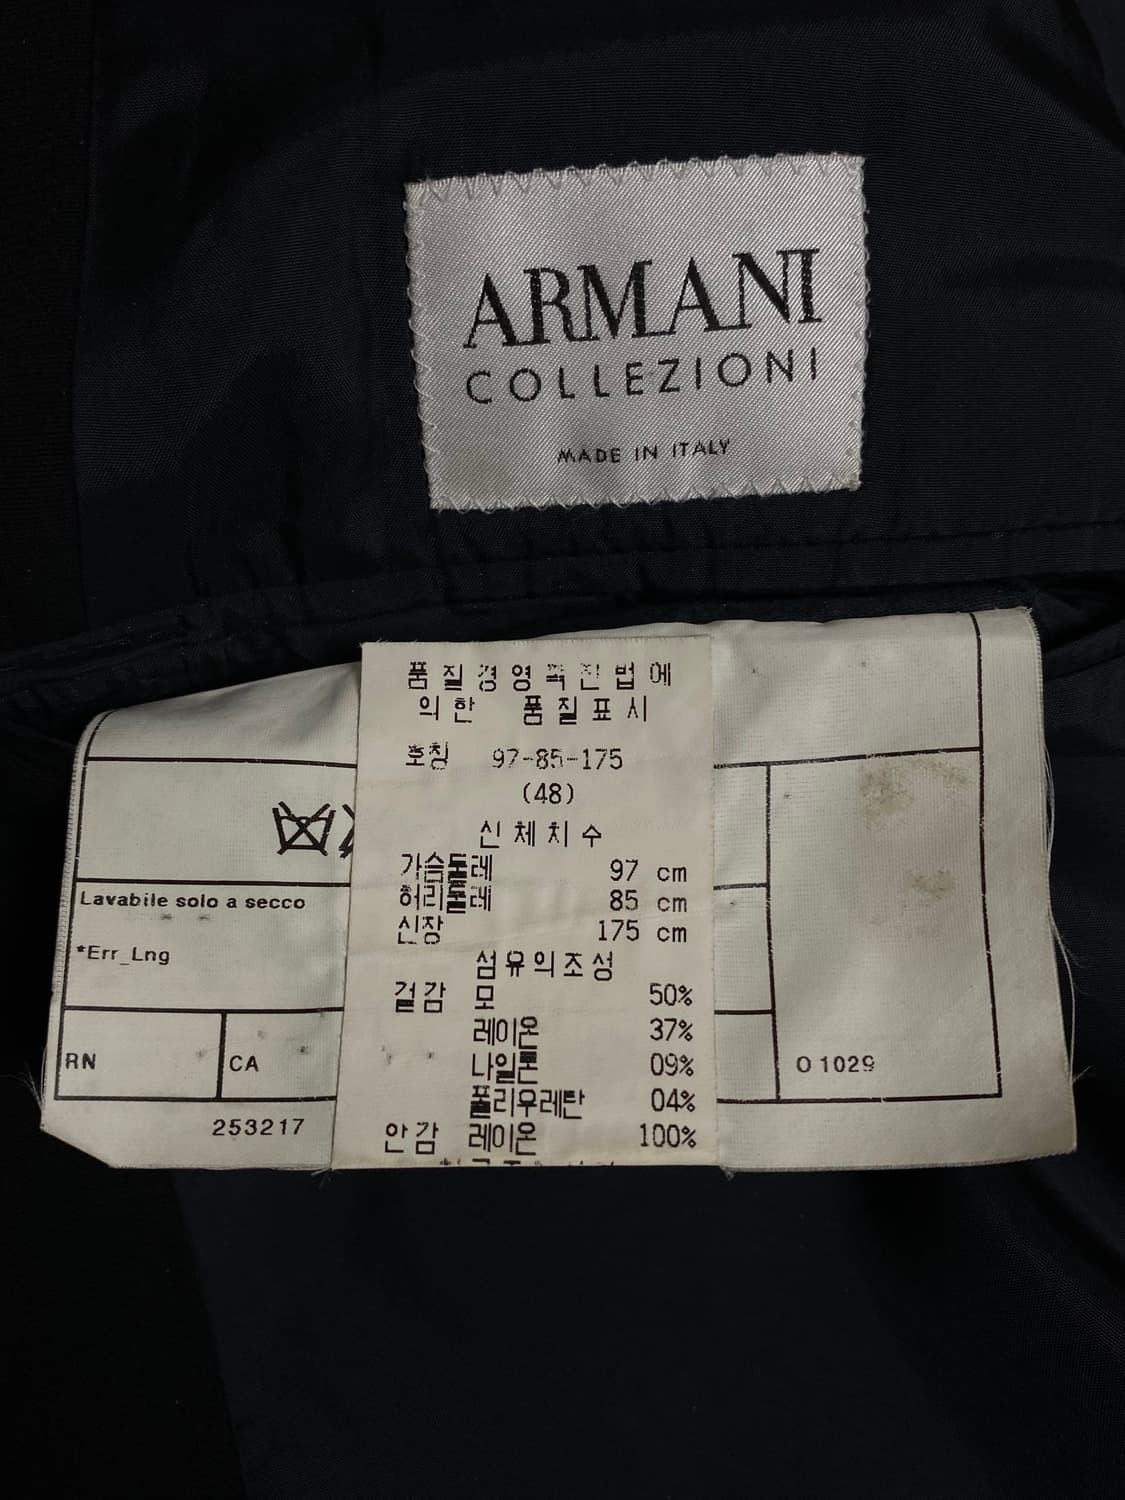 ARMANI
COLLEZIONI
MADE IN ITALY
품질경영촉진법에
의한 품질표시
호칭 97-85-175
(48)
신체치수
가슴둘레 97 cm
허리둘레 85 cm
신장 175 cm
섬유의조성
겉감 모 50%
레이온 37%
나일론 09%
폴리우레탄 04%
안감 레이온 100%
Lavabile solo a secco
*Err_Lng
RN
CA
253217
O 1029